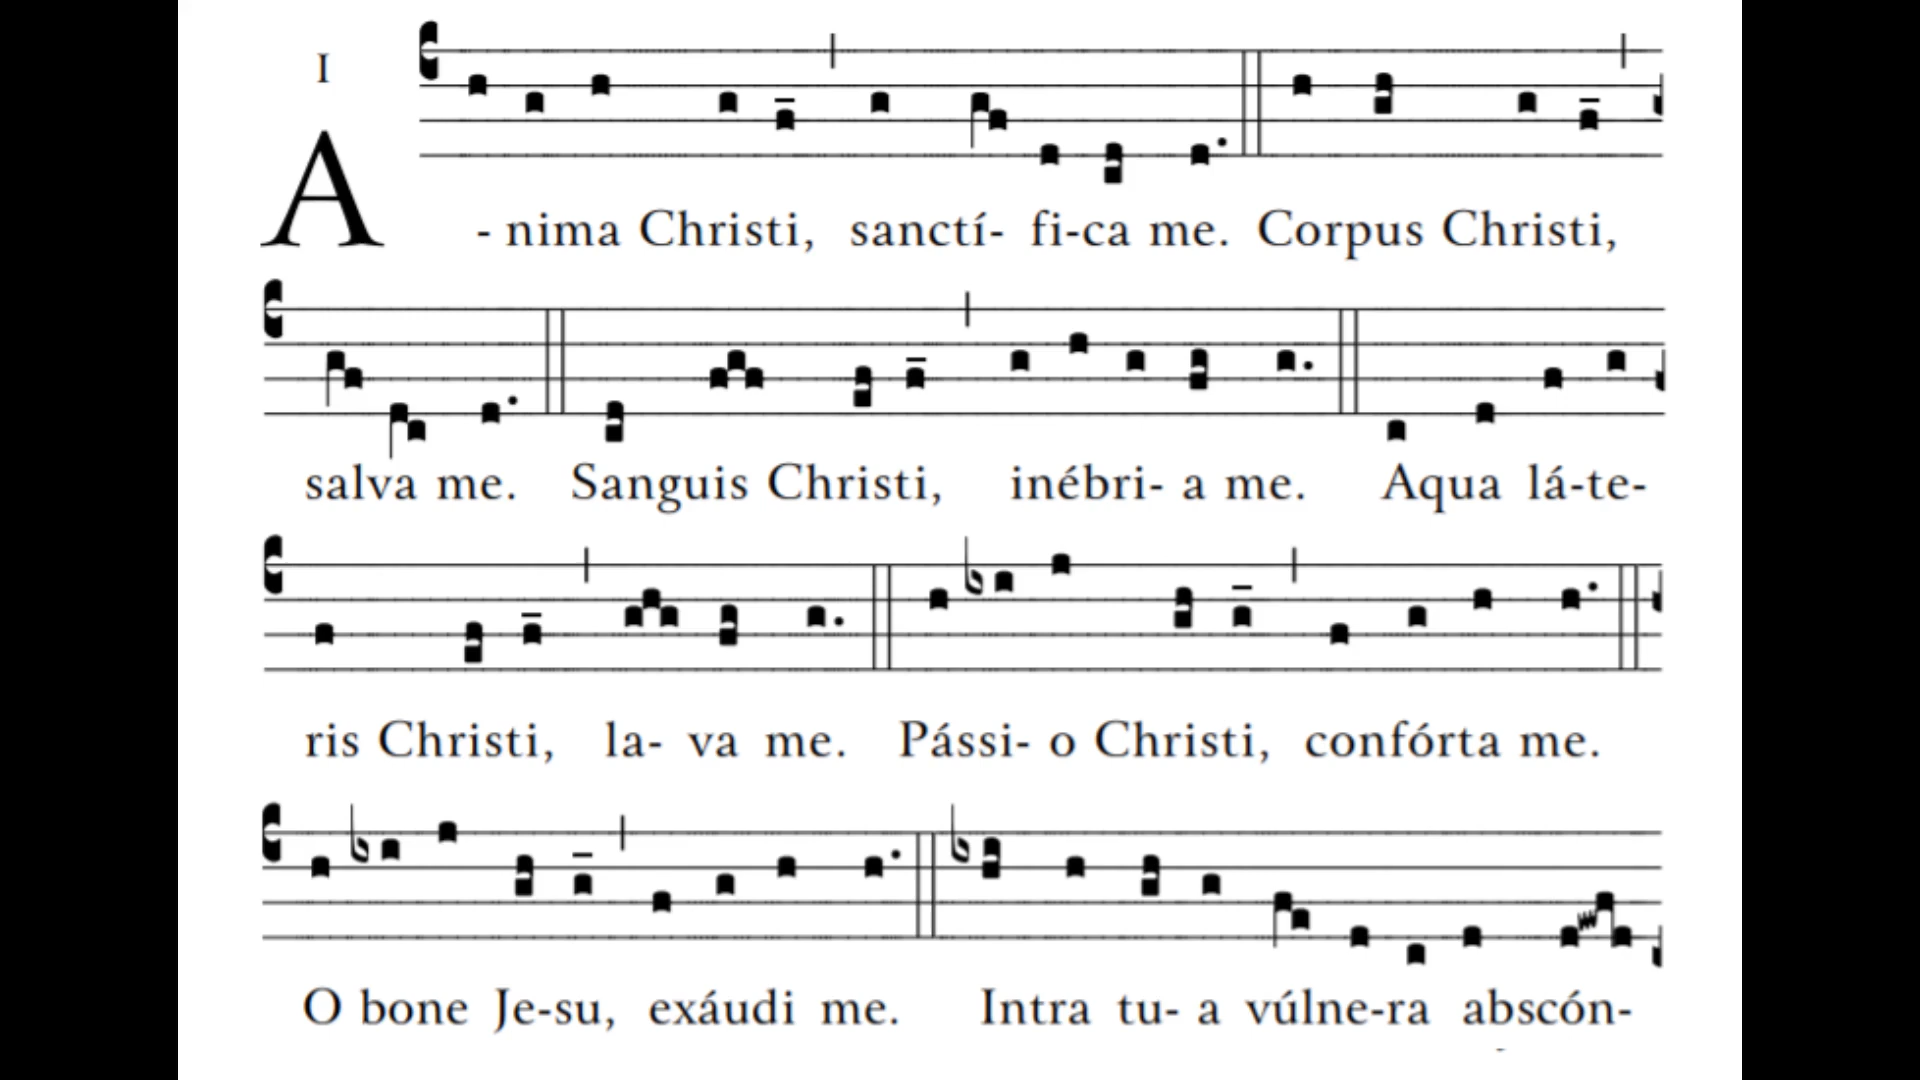 I
A - nima Christi, sanctí- fi-ca me. Corpus Christi,
salva me. Sanguis Christi, inébri- a me. Aqua lá-te-
ris Christi, la- va me. Pássi- o Christi, confórta me.
O bone Je-su, exáudi me. Intra tu- a vúlne-ra abscón-